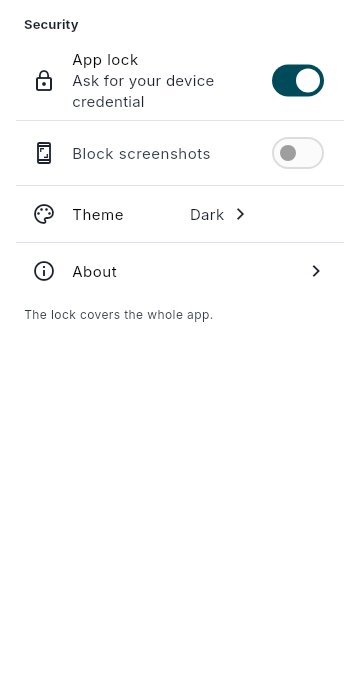 Security
App lock
Ask for your device
credential
Block screenshots
Theme Dark
About
The lock covers the whole app.